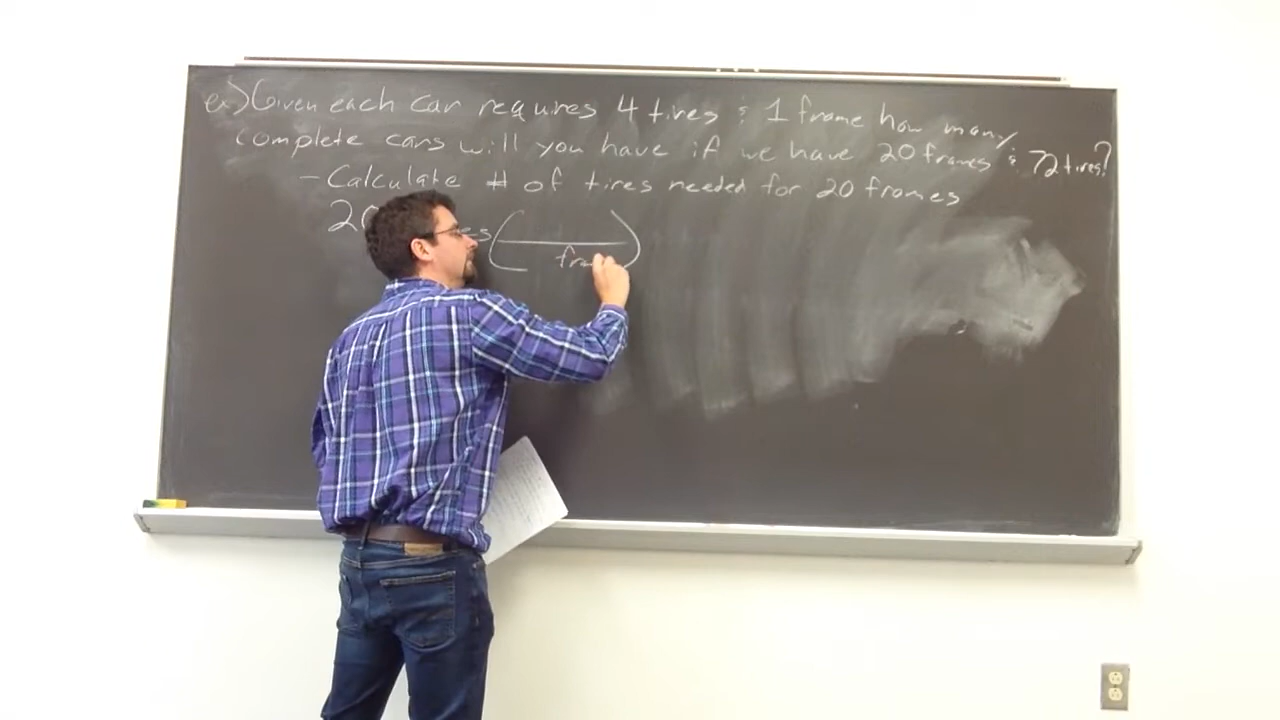 ex) Given each car requires 4 tires & 1 frame how many
complete cars will you have if we have 20 frames & 72 tires?
- Calculate # of tires needed for 20 frames
20